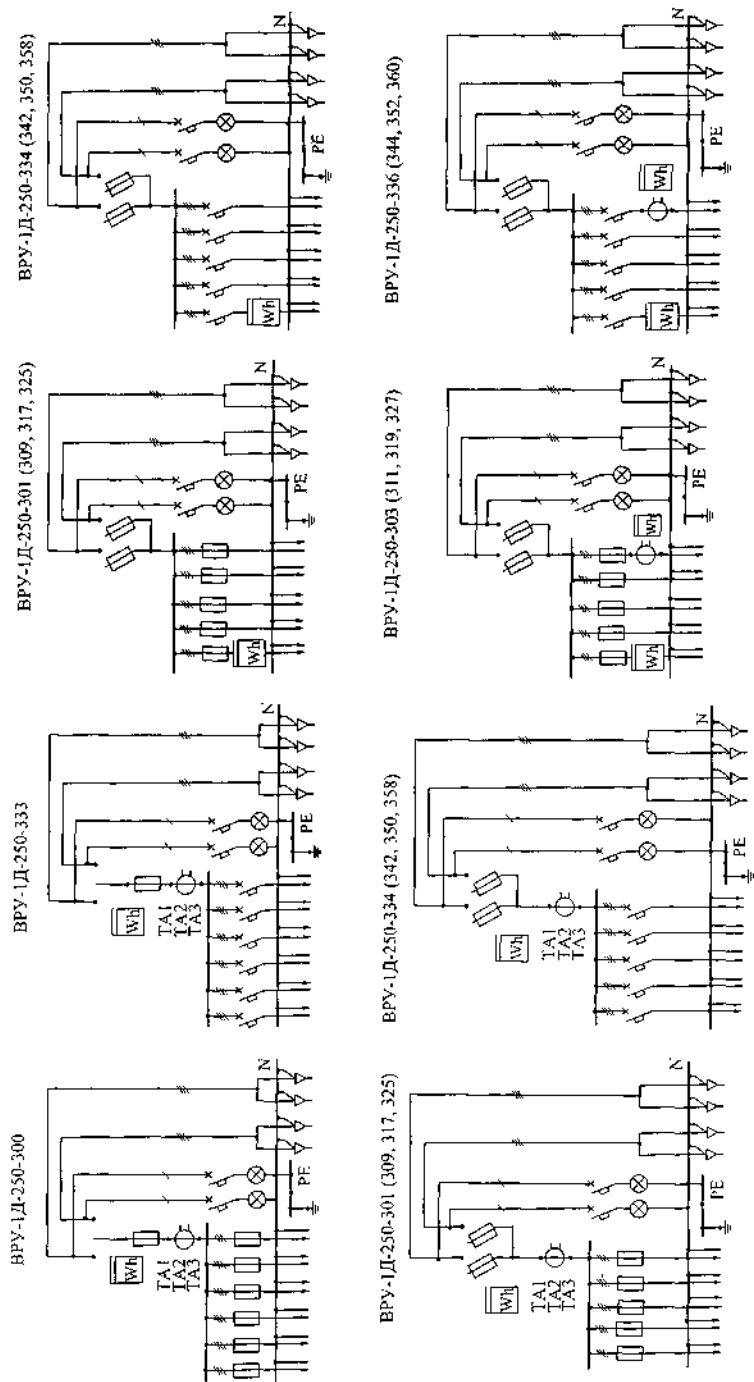 ВРУ-1Д-250-334 (342, 350, 358)
N
PE
Wh
ВРУ-1Д-250-336 (344, 352, 360)
N
PE
Wh
Wh
ВРУ-1Д-250-301 (309, 317, 325)
N
PE
Wh
ВРУ-1Д-250-303 (311, 319, 327)
N
PE
Wh
Wh
ВРУ-1Д-250-333
N
PE
Wh
TA1
TA2
TA3
ВРУ-1Д-250-334 (342, 350, 358)
N
PE
Wh
TA1
TA2
TA3
ВРУ-1Д-250-300
N
PE
Wh
TA1
TA2
TA3
ВРУ-1Д-250-301 (309, 317, 325)
N
PE
Wh
TA1
TA2
TA3